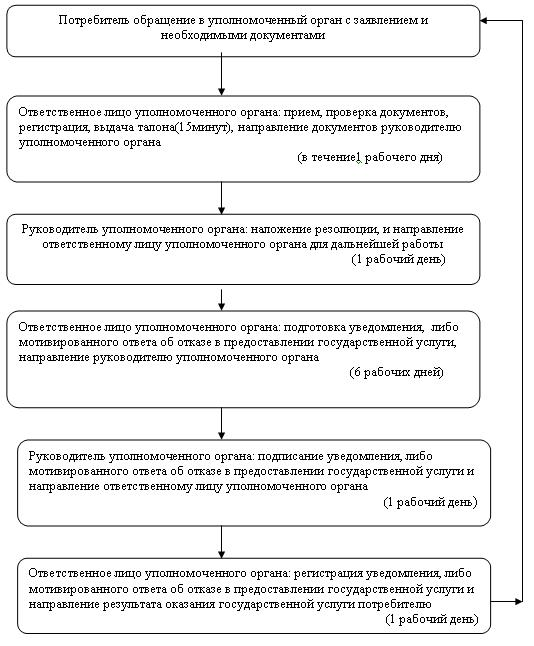 Потребитель обращение в уполномоченный орган с заявлением и
необходимыми документами
Ответственное лицо уполномоченного органа: прием, проверка документов,
регистрация, выдача талона(15минут), направление документов руководителю
уполномоченного органа
(в течение1 рабочего дня)
Руководитель уполномоченного органа: наложение резолюции, и направление
ответственному лицу уполномоченного органа для дальнейшей работы
(1 рабочий день)
Ответственное лицо уполномоченного органа: подготовка уведомления, либо
мотивированного ответа об отказе в предоставлении государственной услуги,
направление руководителю уполномоченного органа
(6 рабочих дней)
Руководитель уполномоченного органа: подписание уведомления, либо
мотивированного ответа об отказе в предоставлении государственной услуги и
направление ответственному лицу уполномоченного органа
(1 рабочий день)
Ответственное лицо уполномоченного органа: регистрация уведомления, либо
мотивированного ответа об отказе в предоставлении государственной услуги и
направление результата оказания государственной услуги потребителю
(1 рабочий день)